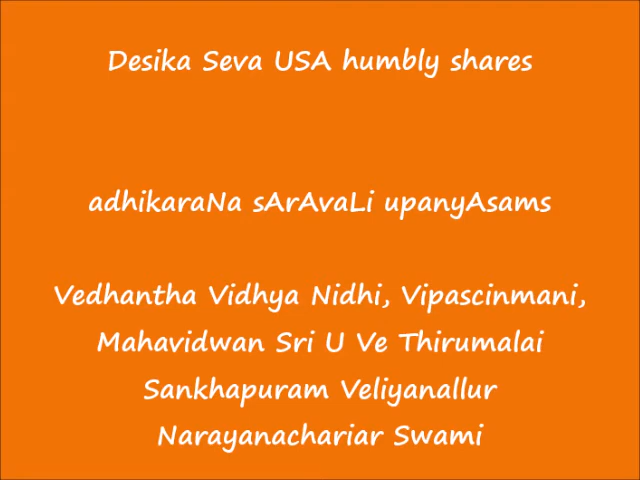 Desika Seva USA humbly shares
adhikaraNa sArAvaLi upanyAsams
Vedhantha Vidhya Nidhi, Vipascinmani,
Mahavidwan Sri U Ve Thirumalai
Sankhapuram Veliyanallur
Narayanachariar Swami